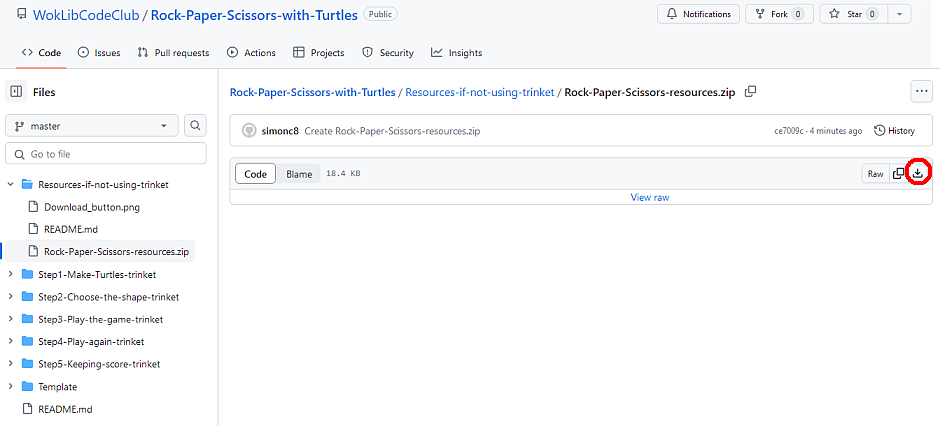 WokLibCodeClub / Rock-Paper-Scissors-with-Turtles Public
Notifications Fork 0 Star 0
Code Issues Pull requests Actions Projects Security Insights
Files
master
Go to file
Resources-if-not-using-trinket
Download_button.png
README.md
Rock-Paper-Scissors-resources.zip
Step1-Make-Turtles-trinket
Step2-Choose-the-shape-trinket
Step3-Play-the-game-trinket
Step4-Play-again-trinket
Step5-Keeping-score-trinket
Template
README.md
Rock-Paper-Scissors-with-Turtles / Resources-if-not-using-trinket / Rock-Paper-Scissors-resources.zip
simonc8 Create Rock-Paper-Scissors-resources.zip ce7009c · 4 minutes ago History
Code Blame 18.4 KB Raw
View raw